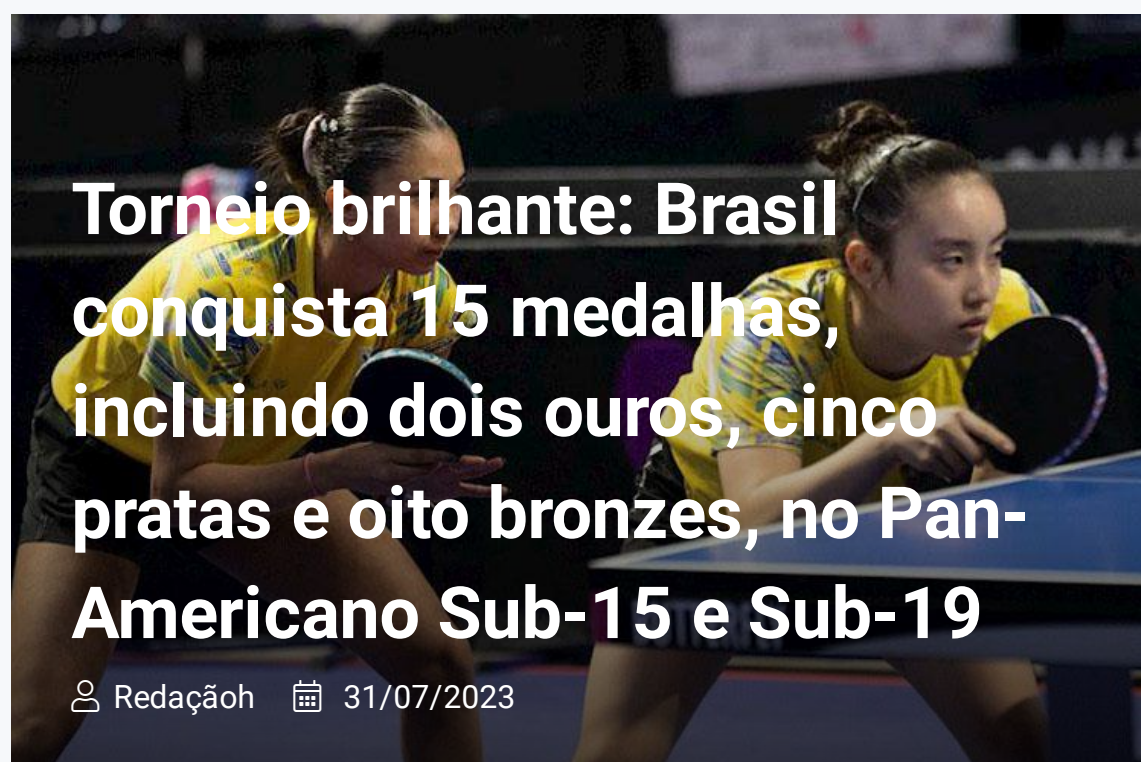 Torneio brilhante: Brasil
conquista 15 medalhas,
incluindo dois ouros, cinco
pratas e oito bronzes, no Pan-
Americano Sub-15 e Sub-19
Redaçãoh 31/07/2023